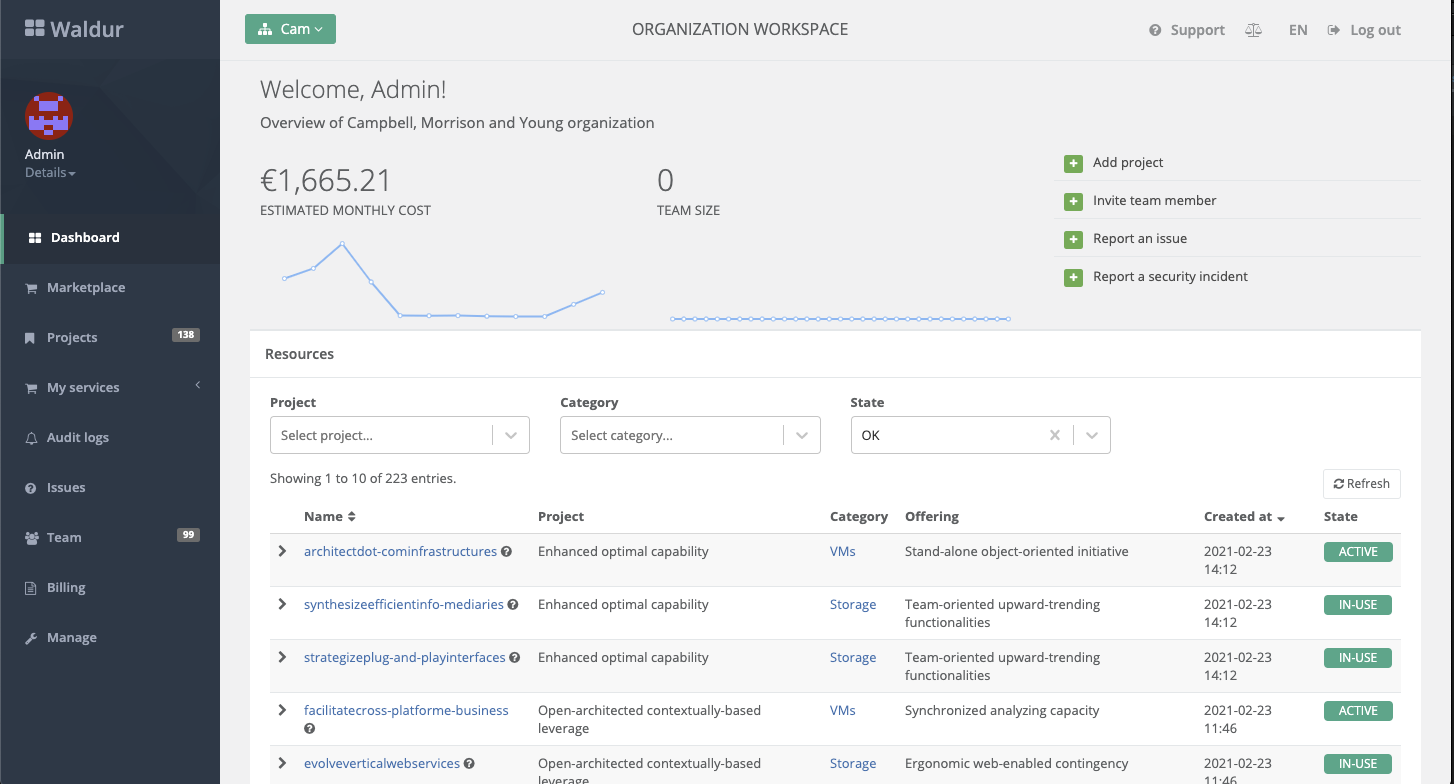 Waldur
Cam
ORGANIZATION WORKSPACE
Support
EN
Log out
Admin
Details
Dashboard
Marketplace
Projects 138
My services
Audit logs
Issues
Team 99
Billing
Manage
Welcome, Admin!
Overview of Campbell, Morrison and Young organization
€1,665.21
ESTIMATED MONTHLY COST
0
TEAM SIZE
Add project
Invite team member
Report an issue
Report a security incident
Resources
Project
Select project...
Category
Select category...
State
OK
Showing 1 to 10 of 223 entries.
Refresh
Name Project Category Offering Created at State
architectdot-cominfrastructures Enhanced optimal capability VMs Stand-alone object-oriented initiative 2021-02-23 ACTIVE
14:12
synthesizeefficientinfo-mediaries Enhanced optimal capability Storage Team-oriented upward-trending 2021-02-23 IN-USE
functionalities 14:12
strategizeplug-and-playinterfaces Enhanced optimal capability Storage Team-oriented upward-trending 2021-02-23 IN-USE
functionalities 14:12
facilitatecross-platforme-business Open-architected contextually-based VMs Synchronized analyzing capacity 2021-02-23 ACTIVE
leverage 11:46
evolveverticalwebservices Open-architected contextually-based Storage Ergonomic web-enabled contingency 2021-02-23 IN-USE
leverage 11:46